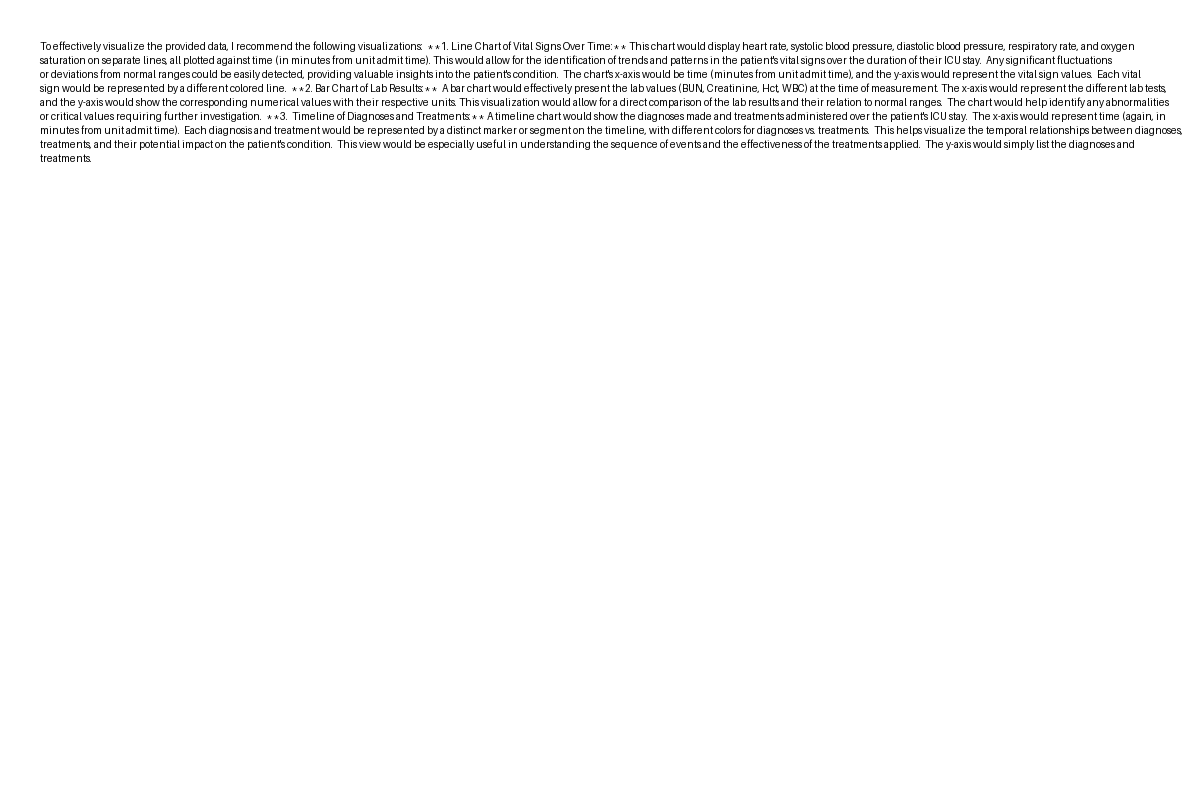 To effectively visualize the provided data, I recommend the following visualizations:  **1. Line Chart of Vital Signs Over Time:** This chart would display heart rate, systolic blood pressure, diastolic blood pressure, respiratory rate, and oxygen
saturation on separate lines, all plotted against time (in minutes from unit admit time). This would allow for the identification of trends and patterns in the patient's vital signs over the duration of their ICU stay.  Any significant fluctuations
or deviations from normal ranges could be easily detected, providing valuable insights into the patient's condition.  The chart's x-axis would be time (minutes from unit admit time), and the y-axis would represent the vital sign values.  Each vital
sign would be represented by a different colored line.  **2. Bar Chart of Lab Results:**  A bar chart would effectively present the lab values (BUN, Creatinine, Hct, WBC) at the time of measurement. The x-axis would represent the different lab tests,
and the y-axis would show the corresponding numerical values with their respective units. This visualization would allow for a direct comparison of the lab results and their relation to normal ranges.  The chart would help identify any abnormalities
or critical values requiring further investigation.  **3.  Timeline of Diagnoses and Treatments:** A timeline chart would show the diagnoses made and treatments administered over the patient's ICU stay.  The x-axis would represent time (again, in
minutes from unit admit time).  Each diagnosis and treatment would be represented by a distinct marker or segment on the timeline, with different colors for diagnoses vs. treatments.  This helps visualize the temporal relationships between diagnoses,
treatments, and their potential impact on the patient's condition.  This view would be especially useful in understanding the sequence of events and the effectiveness of the treatments applied.  The y-axis would simply list the diagnoses and
treatments.